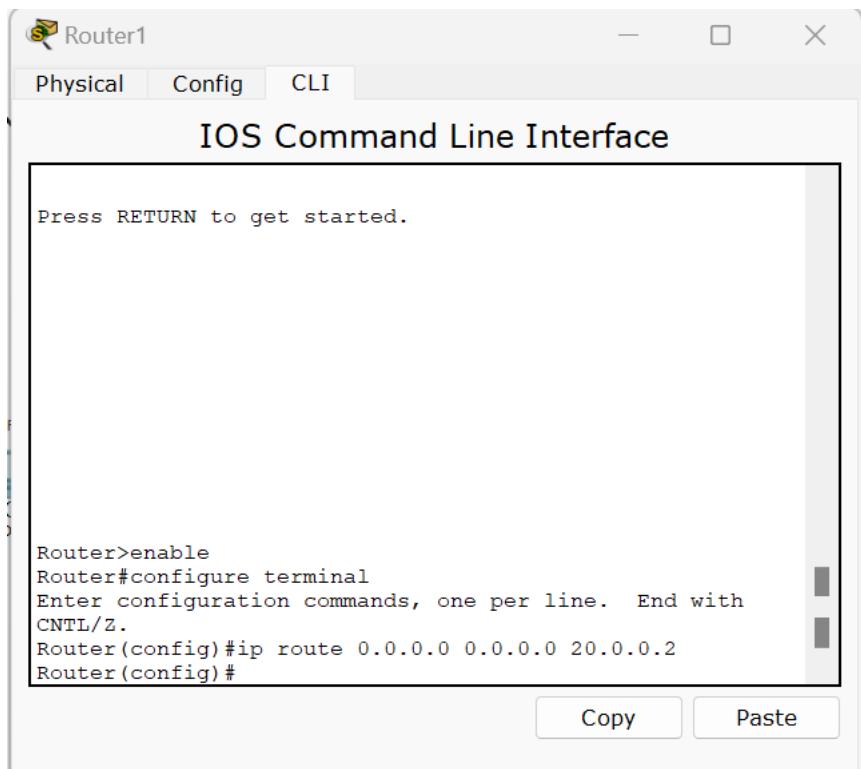 Router1
Physical Config CLI
IOS Command Line Interface
Press RETURN to get started.
Router>enable
Router#configure terminal
Enter configuration commands, one per line.  End with
CNTL/Z.
Router(config)#ip route 0.0.0.0 0.0.0.0 20.0.0.2
Router(config)#
Copy Paste